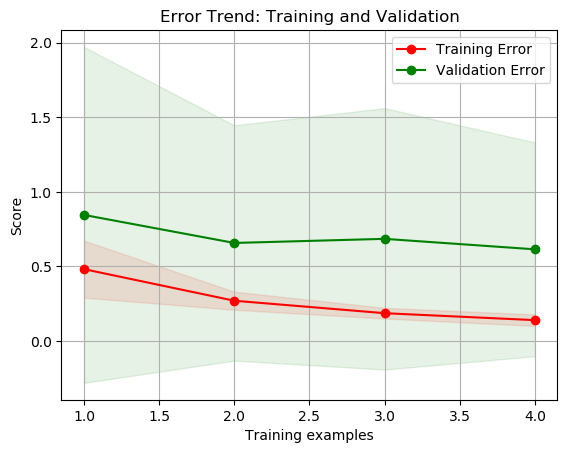 Error Trend: Training and Validation
Training Error
Validation Error
2.0
1.5
1.0
0.5
0.0
Score
1.0
1.5
2.0
2.5
3.0
3.5
4.0
Training examples